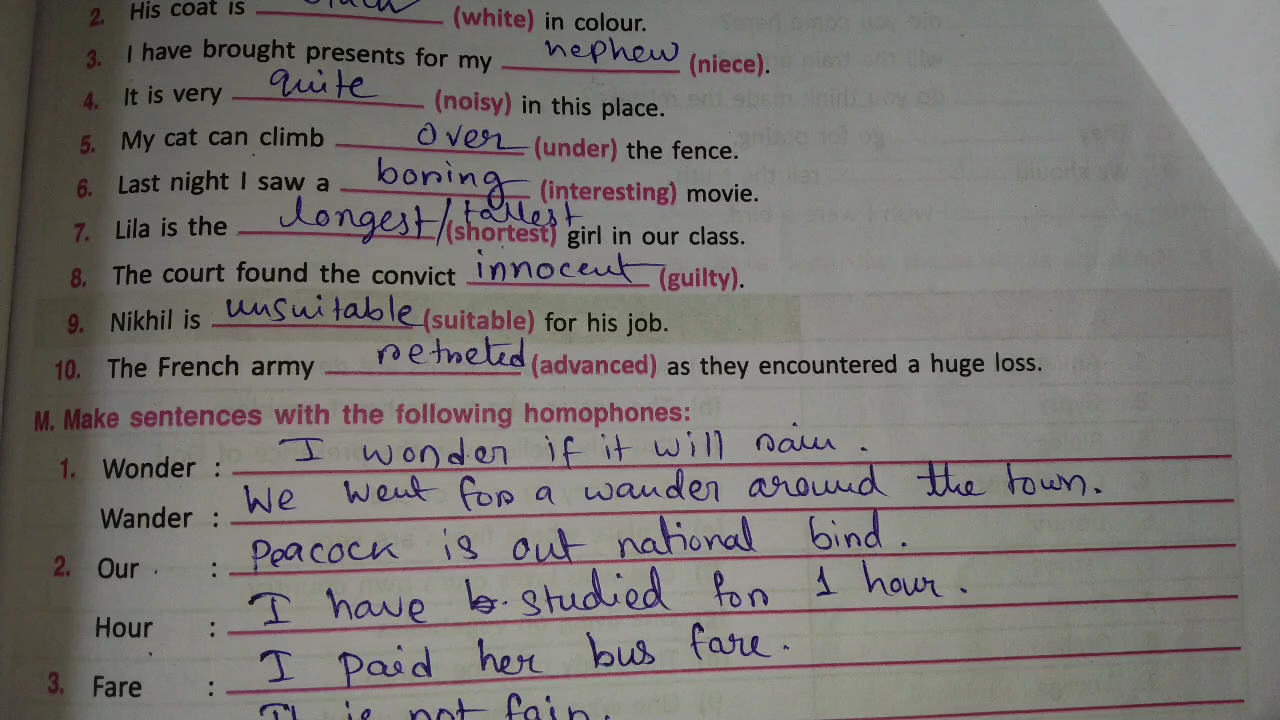 2. His coat is black (white) in colour.
3. I have brought presents for my nephew (niece).
4. It is very quite (noisy) in this place.
5. My cat can climb over (under) the fence.
6. Last night I saw a boring (interesting) movie.
7. Lila is the longest/tallest (shortest) girl in our class.
8. The court found the convict innocent (guilty).
9. Nikhil is unsuitable (suitable) for his job.
10. The French army retreted (advanced) as they encountered a huge loss.
M. Make sentences with the following homophones:
1. Wonder : I wonder if it will rain.
Wander : We went for a wander around the town.
2. Our : Peacock is our national bird.
Hour : I have studied for 1 hour.
3. Fare : I paid her bus fare.
It is not fair.